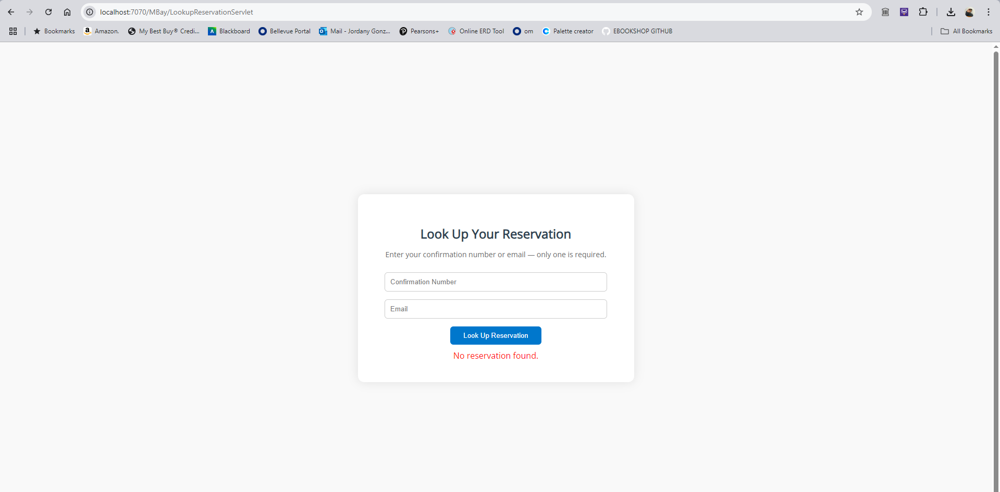 localhost:7070/MBay/LookupReservationServlet
Bookmarks Amazon. My Best Buy® Credi... Blackboard Bellevue Portal Mail - Jordany Gonz... Pearsons+ Online ERD Tool om Palette creator EBOOKSHOP GITHUB All Bookmarks
Look Up Your Reservation
Enter your confirmation number or email — only one is required.
Confirmation Number
Email
Look Up Reservation
No reservation found.